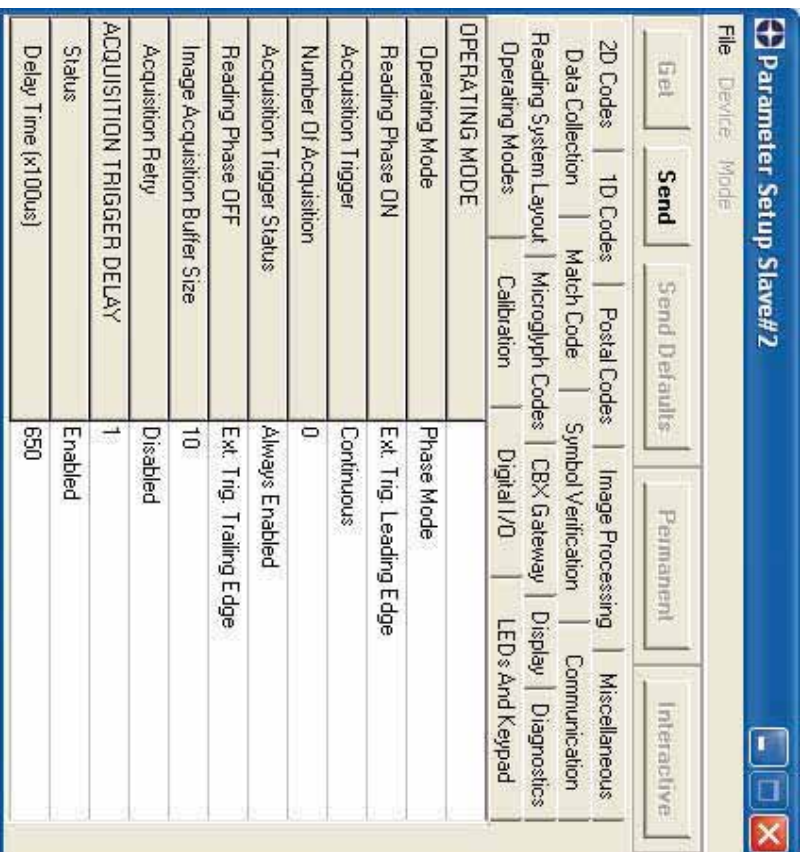 Parameter Setup Slave#2
File Device Mode
Get Send Send Defaults Permanent Interactive
2D Codes 1D Codes Postal Codes Image Processing Miscellaneous
Data Collection Match Code Symbol Verification Communication
Reading System Layout Microglyph Codes CBX Gateway Display Diagnostics
Operating Modes Calibration Digital I/O LEDs And Keypad
OPERATING MODE
Operating Mode Phase Mode
Reading Phase ON Ext. Trig. Leading Edge
Acquisition Trigger Continuous
Number Of Acquisition 0
Acquisition Trigger Status Always Enabled
Reading Phase OFF Ext. Trig. Trailing Edge
Image Acquisition Buffer Size 10
Acquisition Retry Disabled
ACQUISITION TRIGGER DELAY 1
Status Enabled
Delay Time (x100us) 650